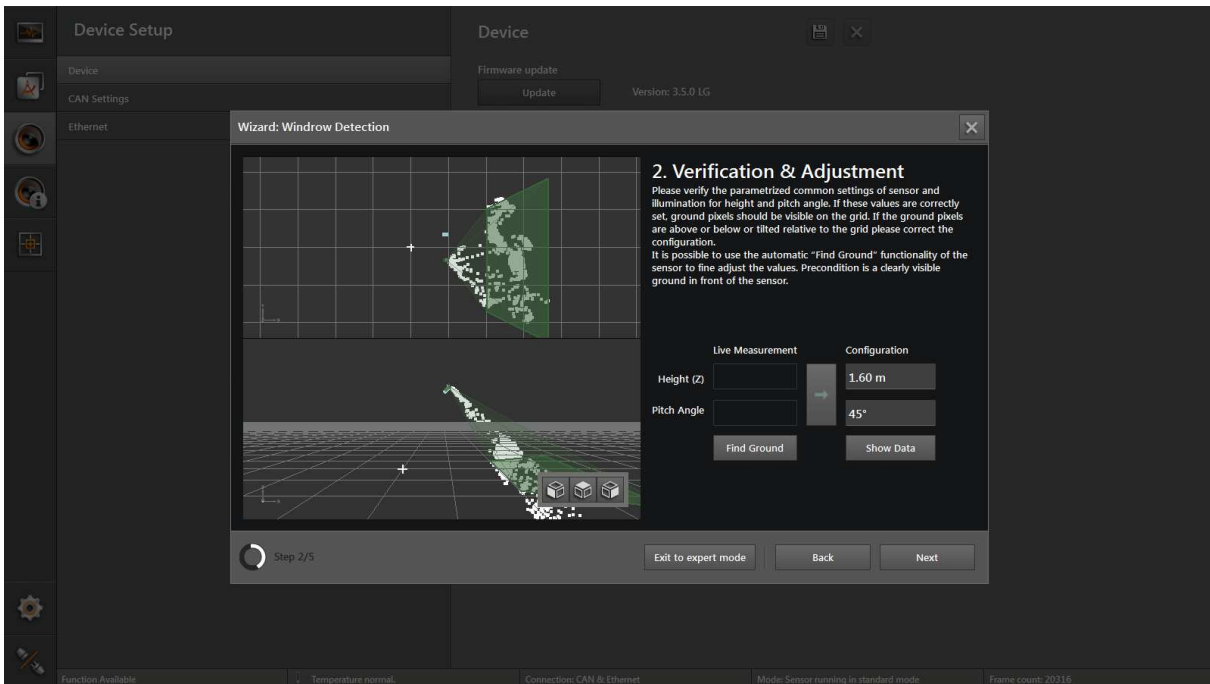 Device Setup
Device
Device
Firmware update
CAN Settings
Update
Version: 3.5.0 LG
Ethernet
Wizard: Windrow Detection
2. Verification & Adjustment
Please verify the parametrized common settings of sensor and
illumination for height and pitch angle. If these values are correctly
set, ground pixels should be visible on the grid. If the ground pixels
are above or below or tilted relative to the grid please correct the
configuration.
It is possible to use the automatic "Find Ground" functionality of the
sensor to fine adjust the values. Precondition is a clearly visible
ground in front of the sensor.
Live Measurement
Configuration
Height (Z)
1.60 m
Pitch Angle
45°
Find Ground
Show Data
Step 2/5
Exit to expert mode
Back
Next
Function Available
Temperature normal.
Connection: CAN & Ethernet
Mode: Sensor running in standard mode
Frame count: 20316